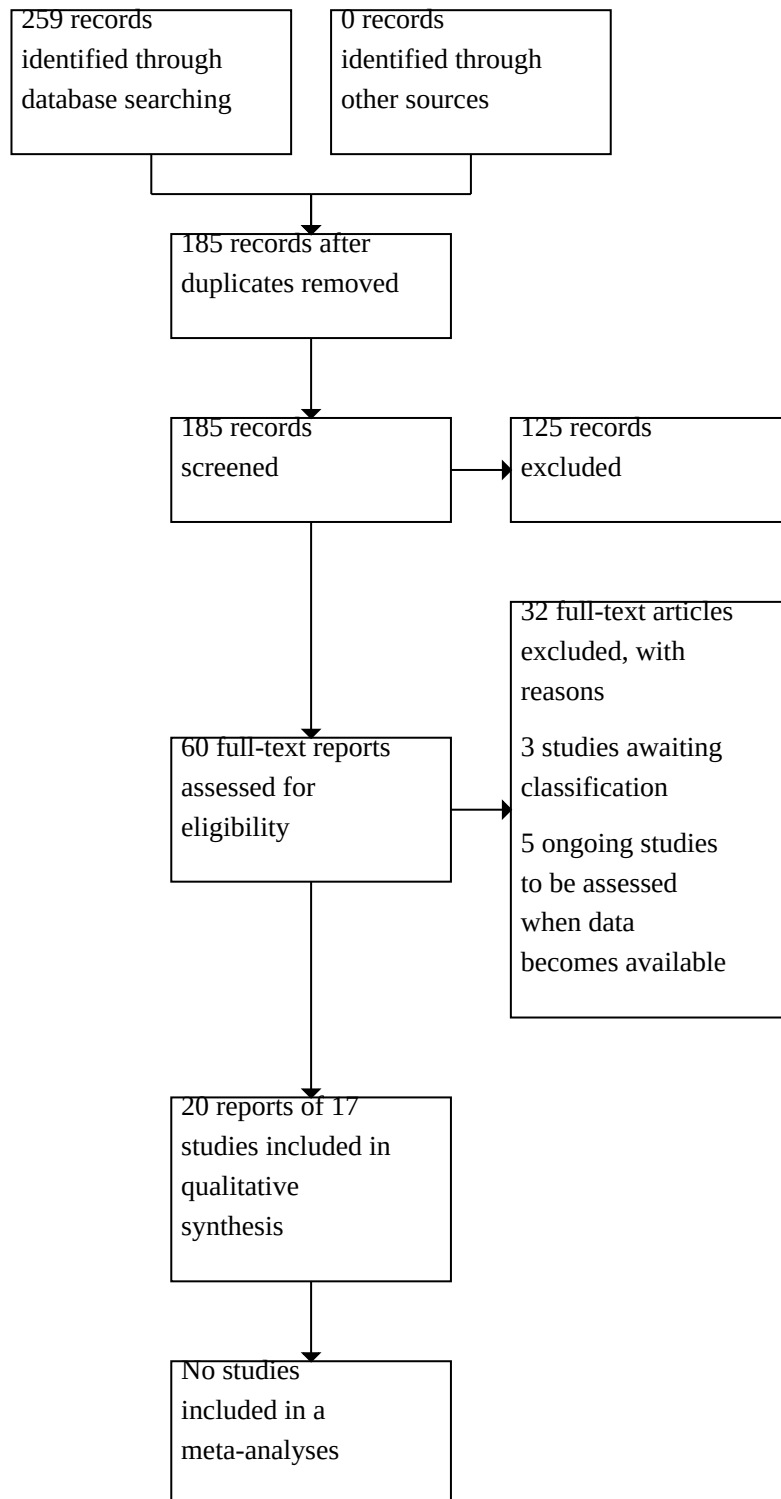 259 records
identified through
database searching
0 records
identified through
other sources
185 records after
duplicates removed
185 records
screened
125 records
excluded
60 full-text reports
assessed for
eligibility
32 full-text articles
excluded, with
reasons
3 studies awaiting
classification
5 ongoing studies
to be assessed
when data
becomes available
20 reports of 17
studies included in
qualitative
synthesis
No studies
included in a
meta-analyses